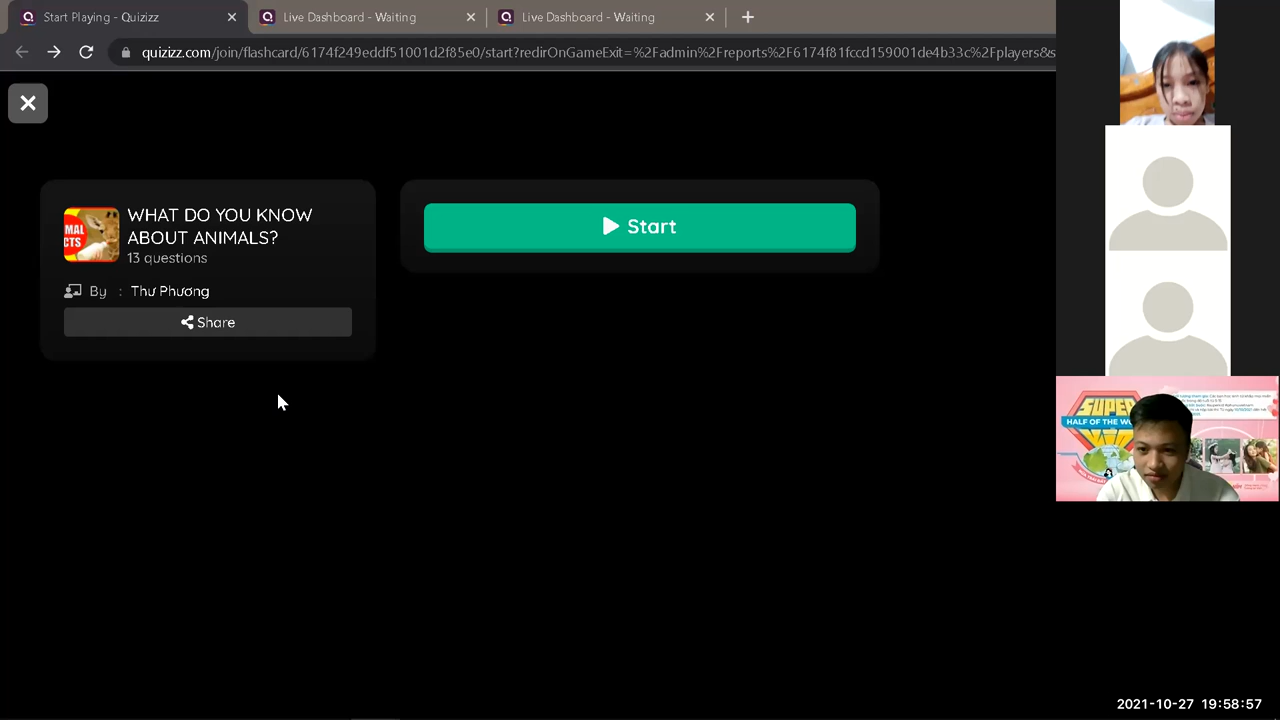 Start Playing - Quizizz
Live Dashboard - Waiting
Live Dashboard - Waiting
quizizz.com/join/flashcard/6174f249eddf51001d2f85e0/start?redirOnGameExit=%2Fadmin%2Freports%2F6174f81fccd159001de4b33c%2Fplayers&s
WHAT DO YOU KNOW
ABOUT ANIMALS?
13 questions
By : Thư Phương
Share
Start
SUPER
HALF OF THE WO
2021-10-27 19:58:57